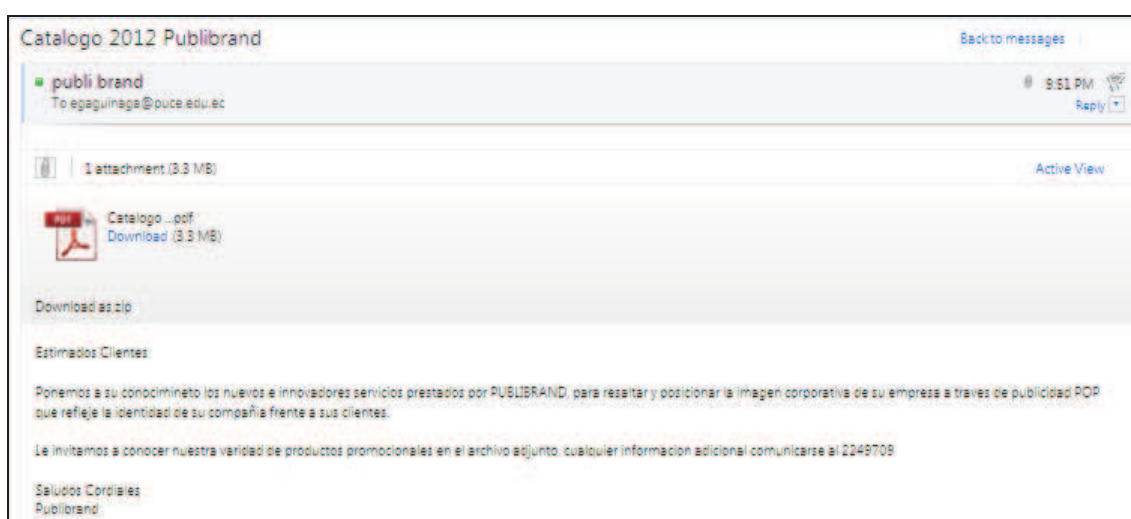 Catalogo 2012 Publibrand
Back to messages
publi brand
9:51 PM
To egaguinaga@puce.edu.ec
Reply
1 attachment (3.3 MB)
Active View
PDF
Catalogo ...pdf
Download (3.3 MB)
Download as zip
Estimados Clientes
Ponemos a su conocimineto los nuevos e innovadores servicios prestados por PUBLIBRAND, para resaltar y posicionar la imagen corporativa de su empresa a traves de publicidad POP
que refleje la identidad de su compañia frente a sus clientes.
Le invitamos a conocer nuestra varidad de productos promocionales en el archivo adjunto, cualquier informacion adicional comunicarse al 2249709
Saludos Cordiales
Publibrand